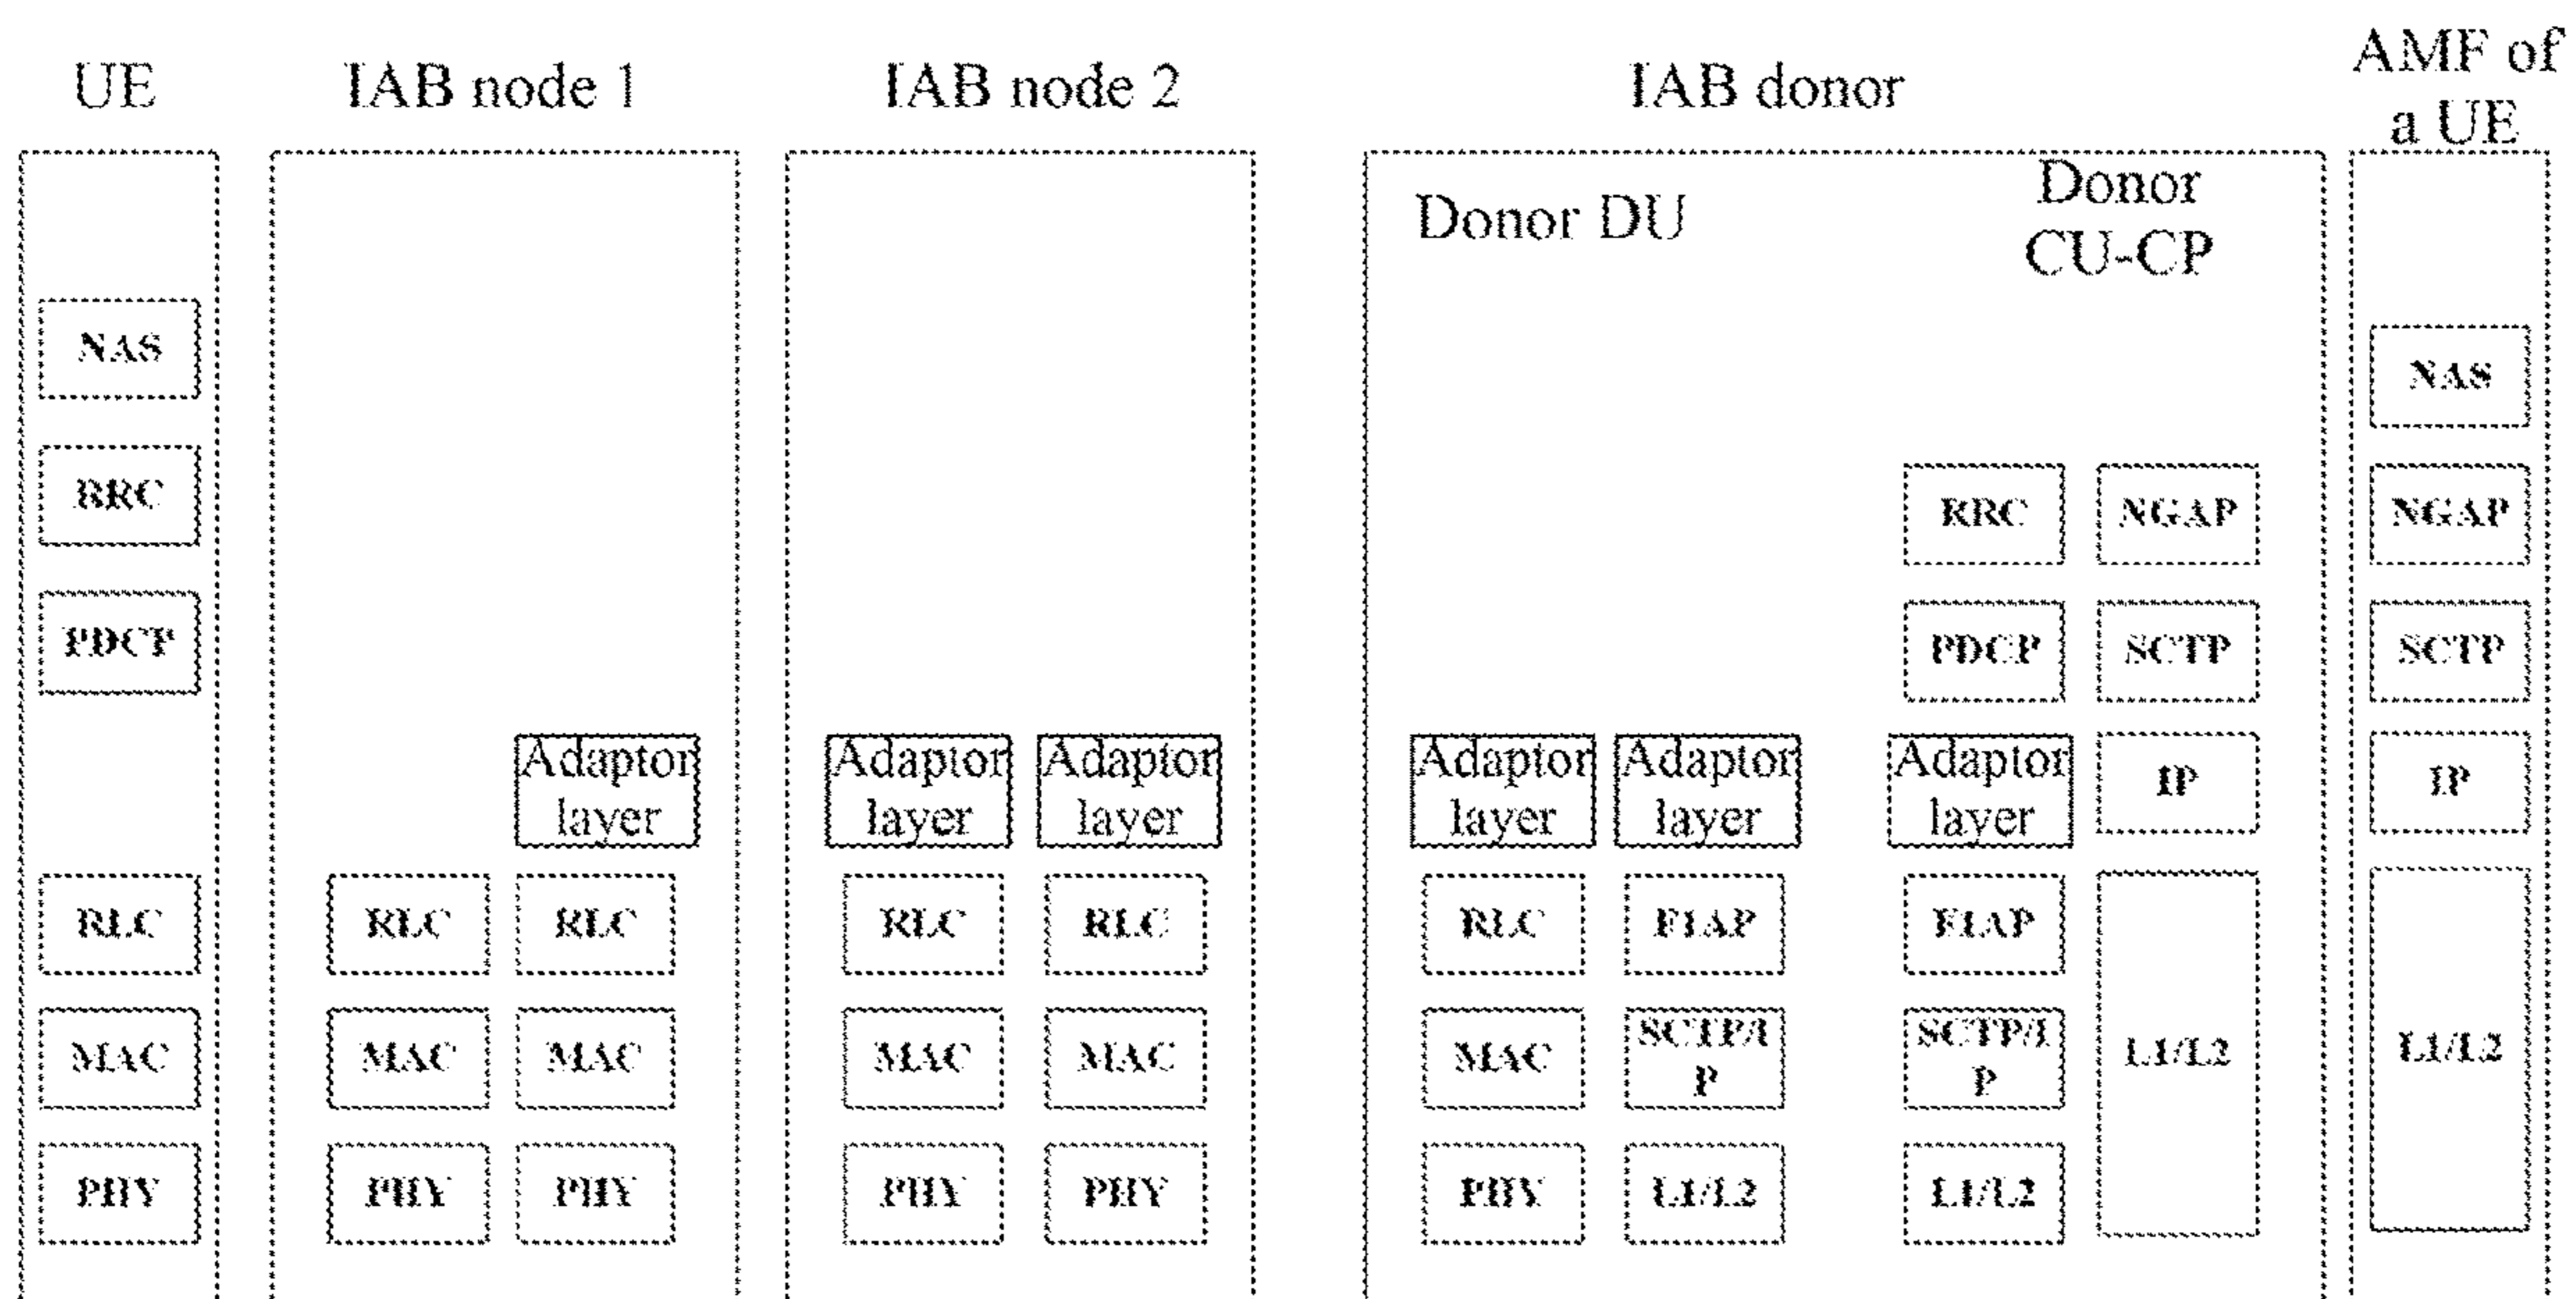 UE
IAB node 1
IAB node 2
IAB donor
AMF of
a UE
Donor DU
Donor
CU-CP
NAS
NAS
RRC
RRC
NGAP
NGAP
PDCP
PDCP
SCTP
SCTP
Adaptor
layer
Adaptor
layer
Adaptor
layer
Adaptor
layer
Adaptor
layer
Adaptor
layer
IP
IP
RLC
RLC
RLC
RLC
RLC
RLC
F1AP
F1AP
MAC
MAC
MAC
MAC
MAC
MAC
SCTP/I
P
SCTP/I
P
L1/L2
L1/L2
PHY
PHY
PHY
PHY
PHY
PHY
L1/L2
L1/L2